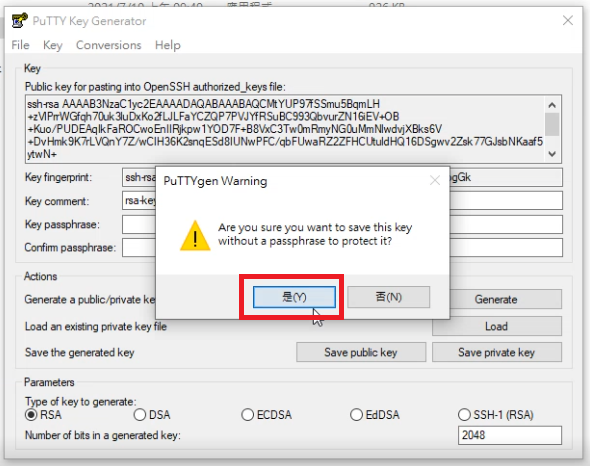 PuTTY Key Generator
File Key Conversions Help
Key
Public key for pasting into OpenSSH authorized_keys file:
ssh-rsa AAAAB3NzaC1yc2EAAAADAQABAAABAQCMtYUP97fSSmu5BqmLH
+zVlPrrWGfqh70uk3luDxKo2fLJLFaYCZQP7PVJYfRSuBC993QbvurZN16iEV+OB
+Kuo/PUDEAqIkFaROCwoEnIIRjkpw1YOD7F+B8VxC3Tw0mRmyNG0uMmNlwdvjXBks6V
+DvHmk9K7rLVQnY7Z/wCIH36K2snqESd8IUNwPFC/qbFUwaRZ2ZFHCUtuldHQ16DSgwv2Zsk77GJsbNKaaf5
ytwN+
Key fingerprint:
ssh-rsa
Key comment:
rsa-key
Key passphrase:
Confirm passphrase:
PuTTYgen Warning
Are you sure you want to save this key
without a passphrase to protect it?
是(Y) 否(N)
Actions
Generate a public/private key
Generate
Load an existing private key file
Load
Save the generated key
Save public key
Save private key
Parameters
Type of key to generate:
RSA DSA ECDSA EdDSA SSH-1 (RSA)
Number of bits in a generated key:
2048